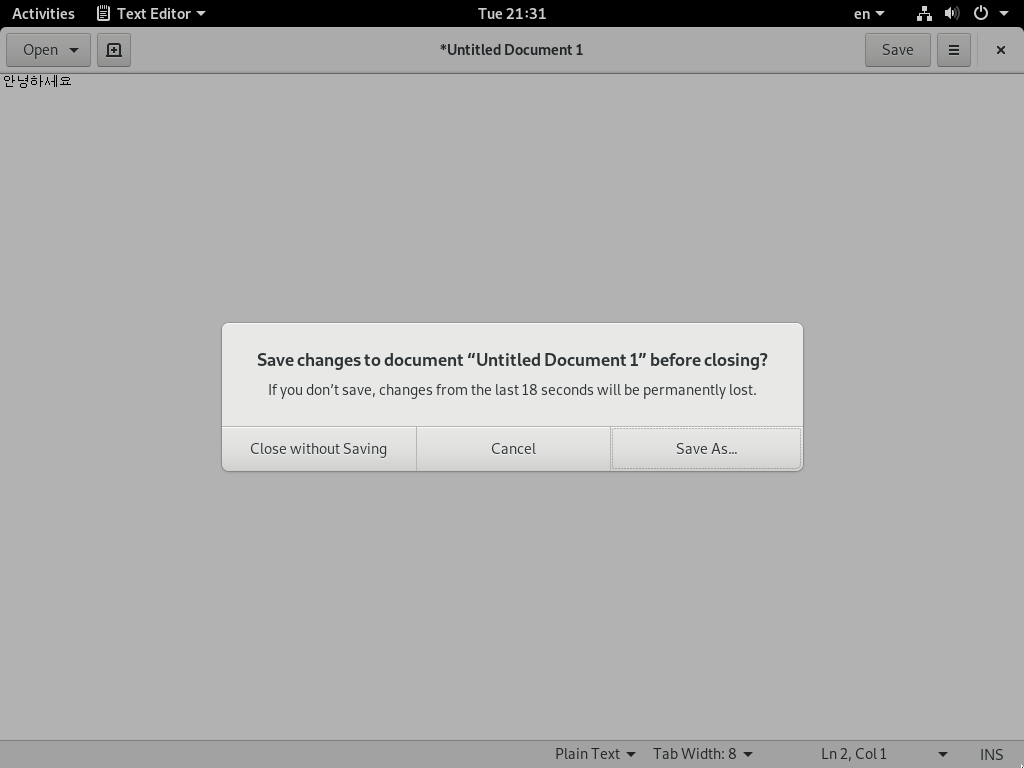 Activities Text Editor Tue 21:31 en
Open *Untitled Document 1 Save
안녕하세요
Save changes to document “Untitled Document 1” before closing?
If you don’t save, changes from the last 18 seconds will be permanently lost.
Close without Saving Cancel Save As...
Plain Text Tab Width: 8 Ln 2, Col 1 INS